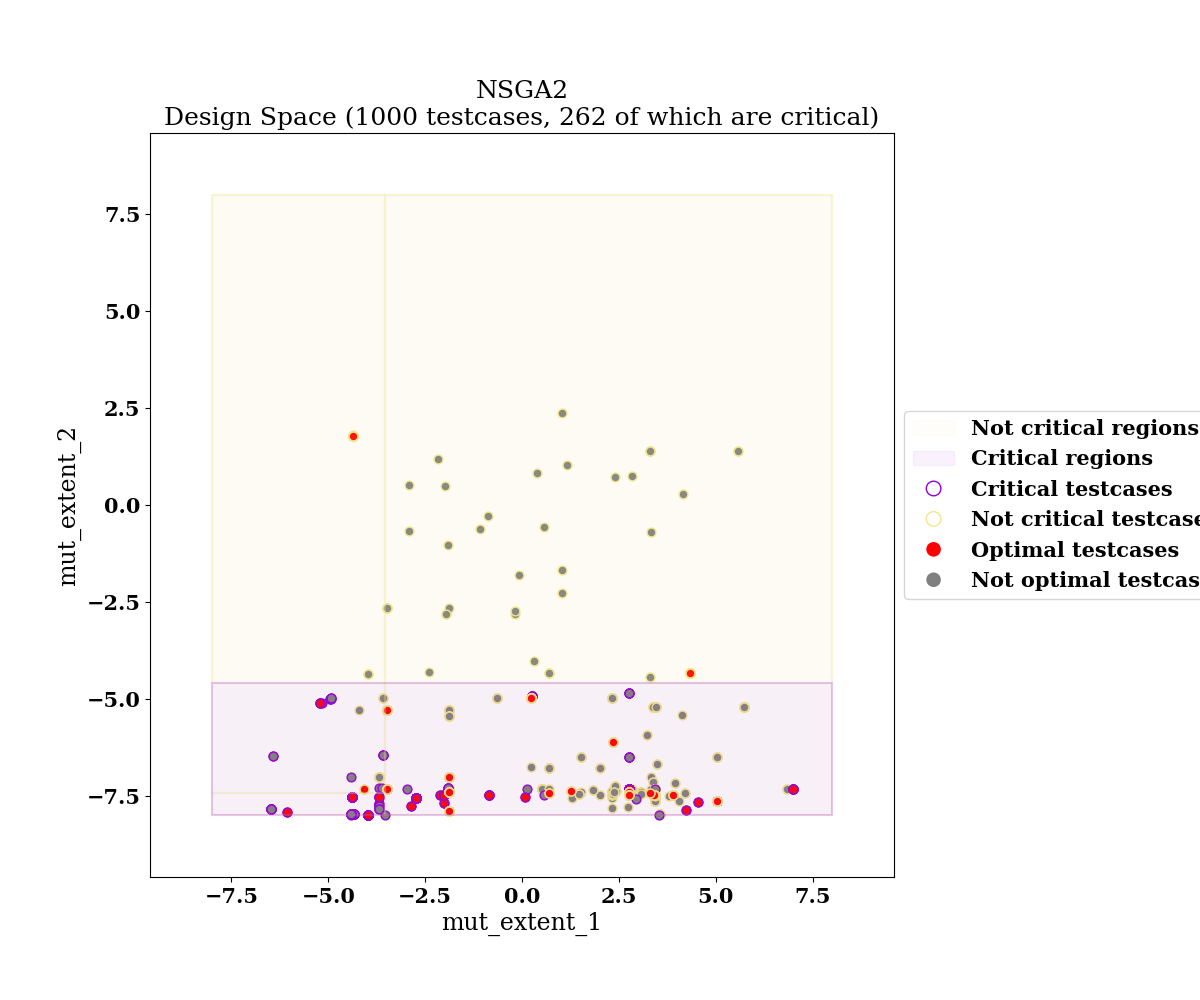 NSGA2
Design Space (1000 testcases, 262 of which are critical)
mut_extent_2
7.5
5.0
2.5
0.0
−2.5
−5.0
−7.5
−7.5
−5.0
−2.5
0.0
2.5
5.0
7.5
mut_extent_1
Not critical regions
Critical regions
Critical testcases
Not critical testcase
Optimal testcases
Not optimal testcas